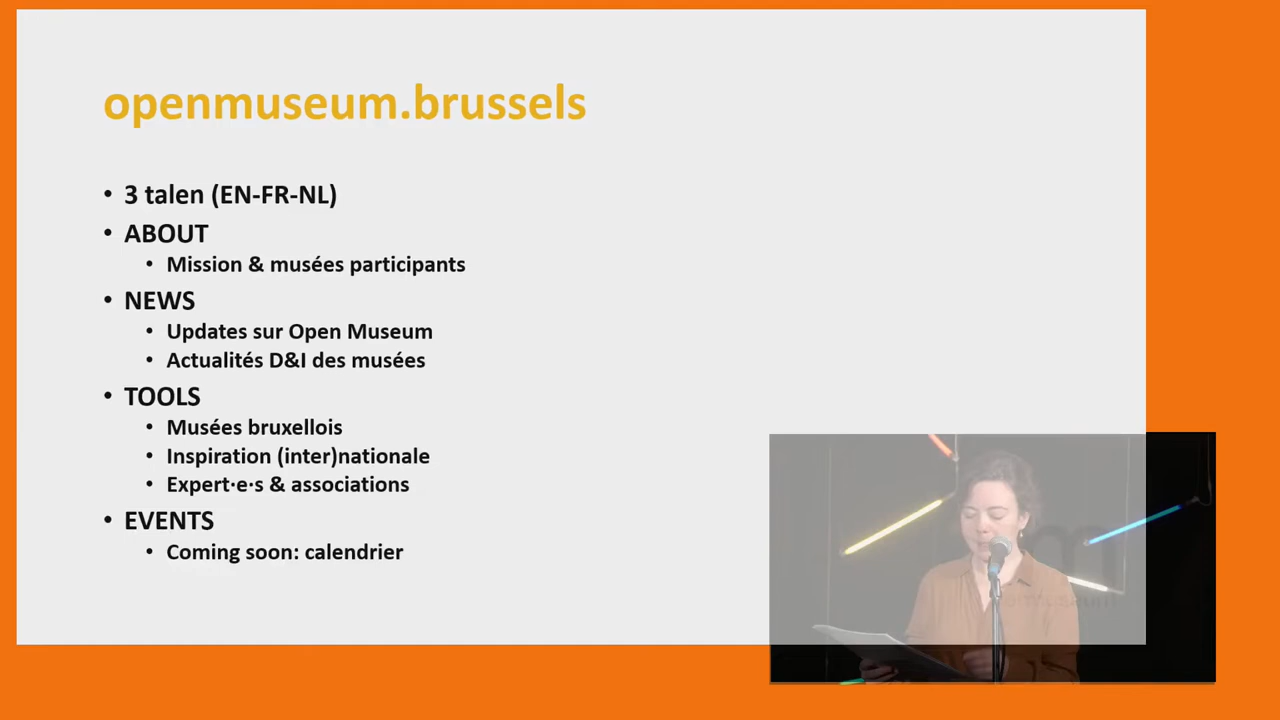 openmuseum.brussels
• 3 talen (EN-FR-NL)
• ABOUT
• Mission & musées participants
• NEWS
• Updates sur Open Museum
• Actualités D&I des musées
• TOOLS
• Musées bruxellois
• Inspiration (inter)nationale
• Expert·e·s & associations
• EVENTS
• Coming soon: calendrier